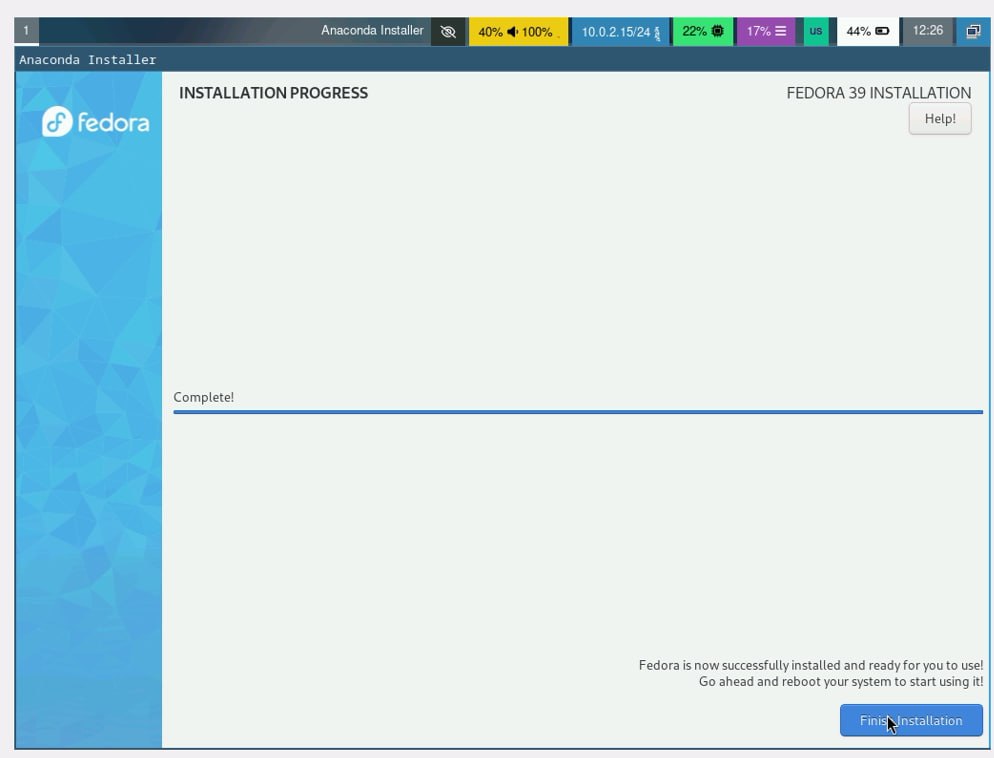 1
Anaconda Installer
40% 100%
10.0.2.15/24
22%
17%
us
44%
12:26
Anaconda Installer
fedora
INSTALLATION PROGRESS
FEDORA 39 INSTALLATION
Help!
Complete!
Fedora is now successfully installed and ready for you to use!
Go ahead and reboot your system to start using it!
Finish Installation